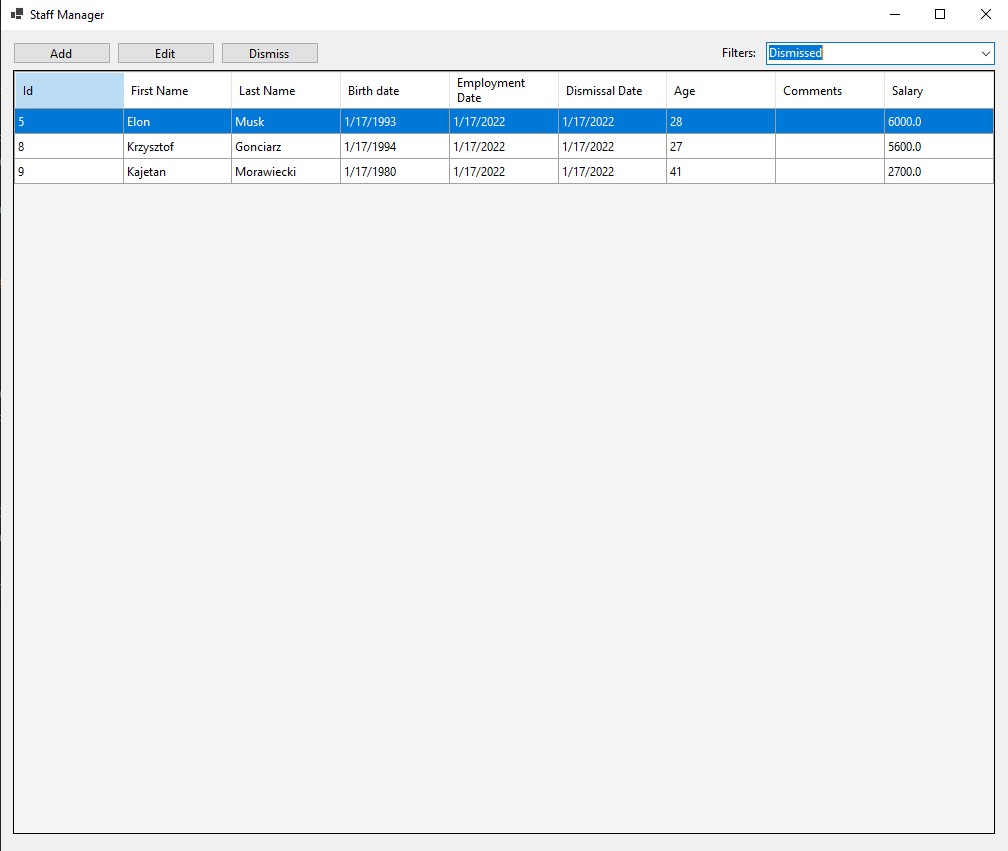 Staff Manager
Add Edit Dismiss Filters: Dismissed
Id First Name Last Name Birth date Employment Date Dismissal Date Age Comments Salary
5 Elon Musk 1/17/1993 1/17/2022 1/17/2022 28 6000.0
8 Krzysztof Gonciarz 1/17/1994 1/17/2022 1/17/2022 27 5600.0
9 Kajetan Morawiecki 1/17/1980 1/17/2022 1/17/2022 41 2700.0